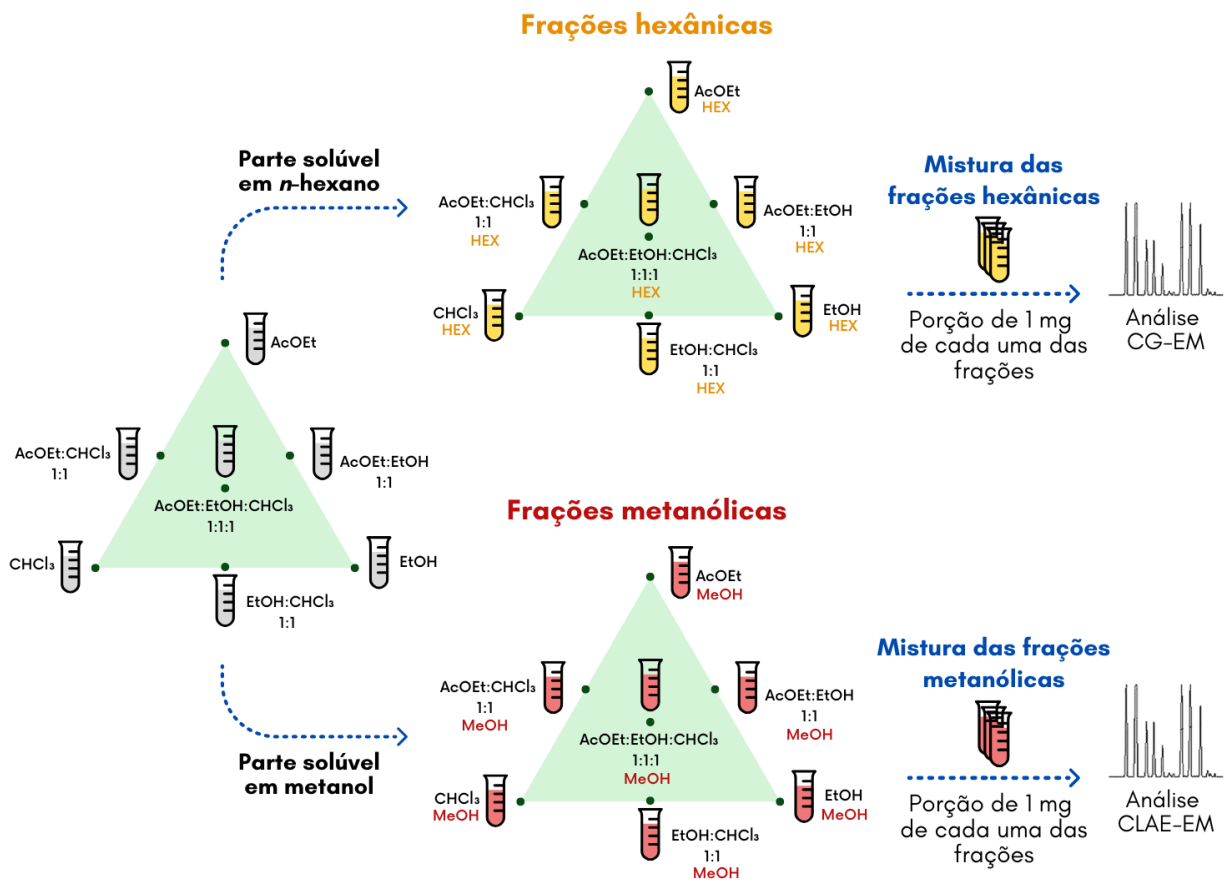 Frações hexânicas
AcOEt
HEX
Parte solúvel
em n-hexano
AcOEt:CHCl₃
1:1
HEX
AcOEt:EtOH
1:1
HEX
AcOEt:EtOH:CHCl₃
1:1:1
HEX
CHCl₃
HEX
EtOH
HEX
EtOH:CHCl₃
1:1
HEX
Mistura das
frações hexânicas
Porção de 1 mg
de cada uma das
frações
Análise
CG-EM
AcOEt
AcOEt:CHCl₃
1:1
AcOEt:EtOH
1:1
AcOEt:EtOH:CHCl₃
1:1:1
CHCl₃
EtOH
EtOH:CHCl₃
1:1
Parte solúvel
em metanol
Frações metanólicas
AcOEt
MeOH
AcOEt:CHCl₃
1:1
MeOH
AcOEt:EtOH
1:1
MeOH
AcOEt:EtOH:CHCl₃
1:1:1
MeOH
CHCl₃
MeOH
EtOH
MeOH
EtOH:CHCl₃
1:1
MeOH
Mistura das frações
metanólicas
Porção de 1 mg
de cada uma das
frações
Análise
CLAE-EM